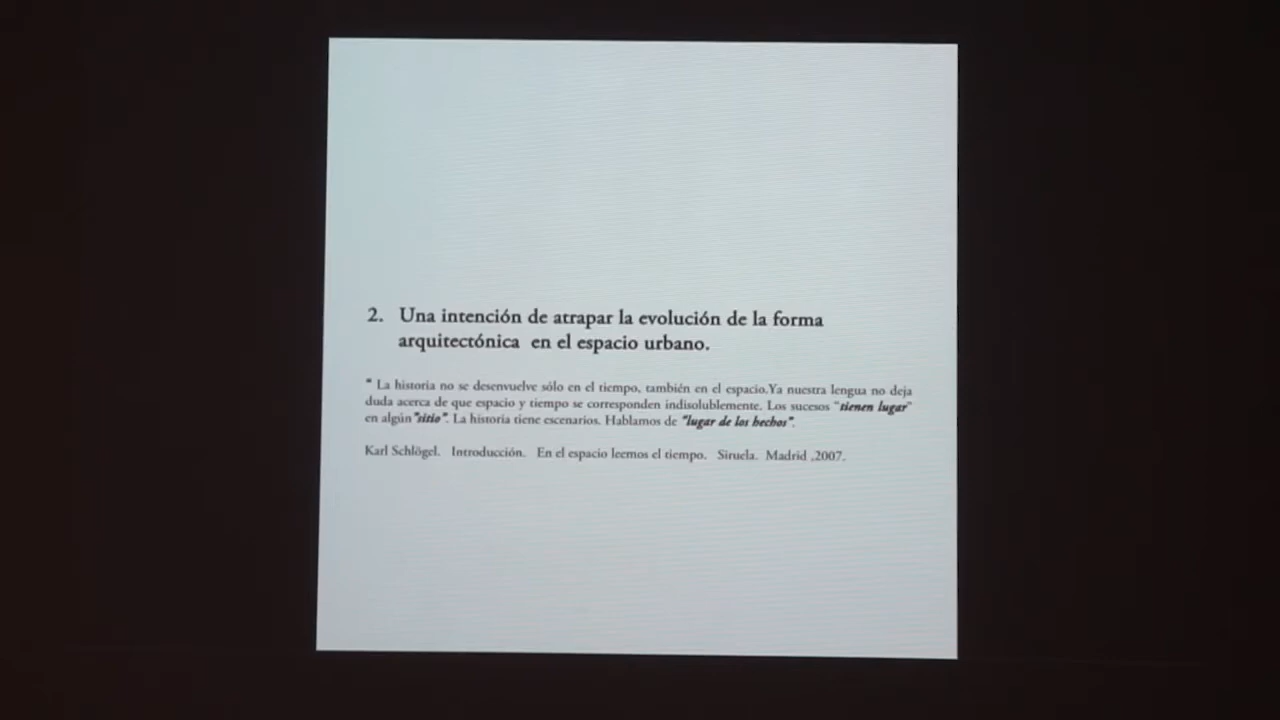 2. Una intención de atrapar la evolución de la forma
arquitectónica en el espacio urbano.
" La historia no se desenvuelve sólo en el tiempo, también en el espacio.Ya nuestra lengua no deja
duda acerca de que espacio y tiempo se corresponden indisolublemente. Los sucesos "tienen lugar"
en algún "sitio". La historia tiene escenarios. Hablamos de "lugar de los hechos".
Karl Schlögel. Introducción. En el espacio leemos el tiempo. Siruela. Madrid ,2007.